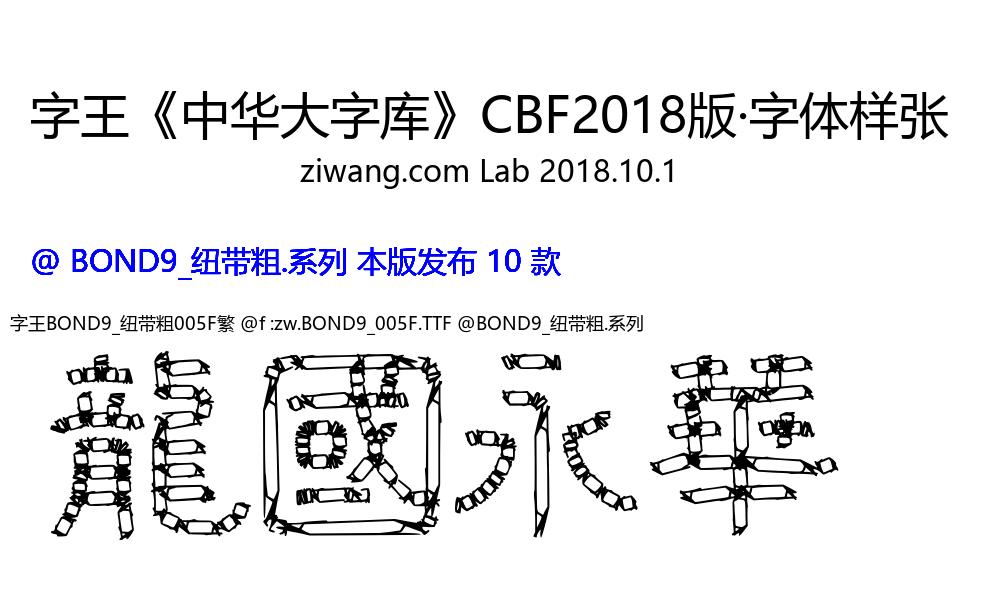 字王《中华大字库》CBF2018版·字体样张
ziwang.com Lab 2018.10.1
@ BOND9_纽带粗.系列 本版发布 10 款
字王BOND9_纽带粗005F繁 @f :zw.BOND9_005F.TTF @BOND9_纽带粗.系列
龍國永華